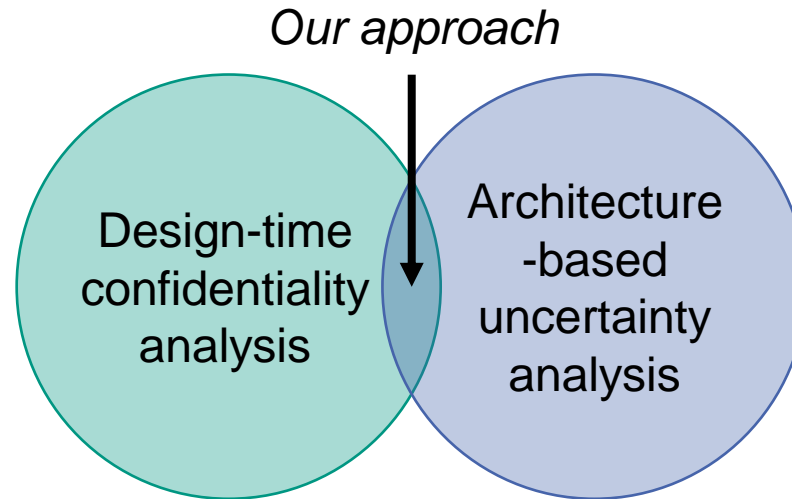 Our approach
Design-time
confidentiality
analysis
Architecture
-based
uncertainty
analysis